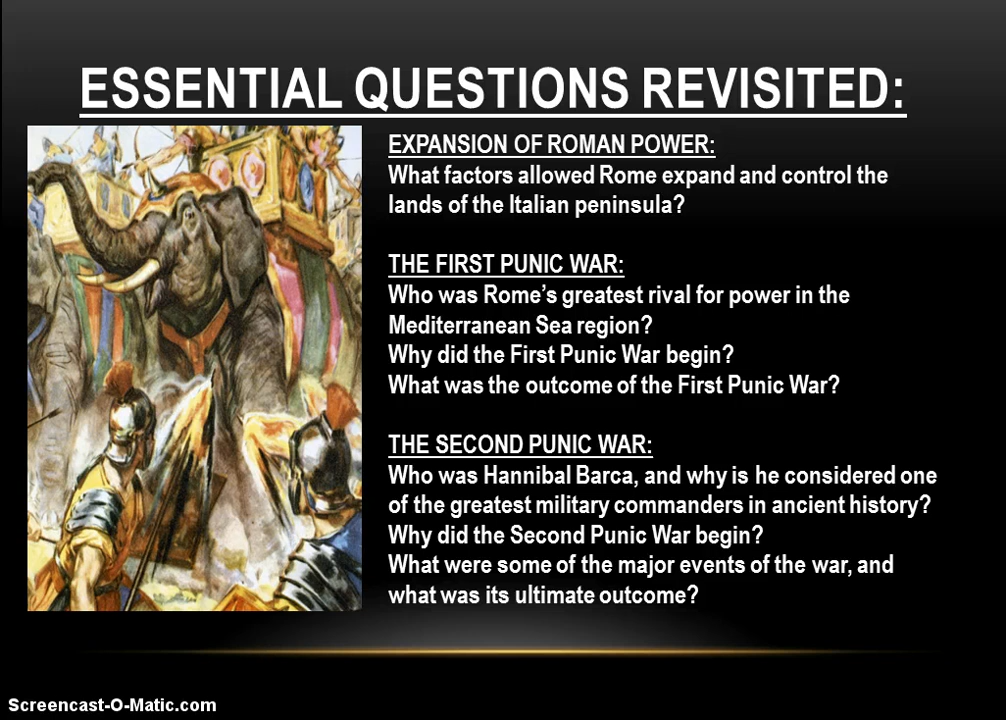 ESSENTIAL QUESTIONS REVISITED:
EXPANSION OF ROMAN POWER:
What factors allowed Rome expand and control the
lands of the Italian peninsula?
THE FIRST PUNIC WAR:
Who was Rome’s greatest rival for power in the
Mediterranean Sea region?
Why did the First Punic War begin?
What was the outcome of the First Punic War?
THE SECOND PUNIC WAR:
Who was Hannibal Barca, and why is he considered one
of the greatest military commanders in ancient history?
Why did the Second Punic War begin?
What were some of the major events of the war, and
what was its ultimate outcome?
Screencast-O-Matic.com